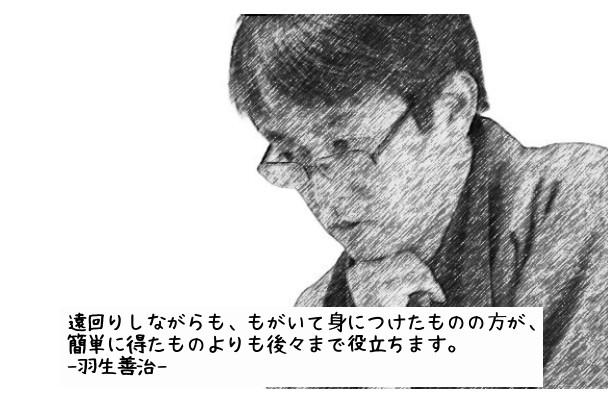 遠回りしながらも、もがいて身につけたものの方が、
簡単に得たものよりも後々まで役立ちます。
-羽生善治-